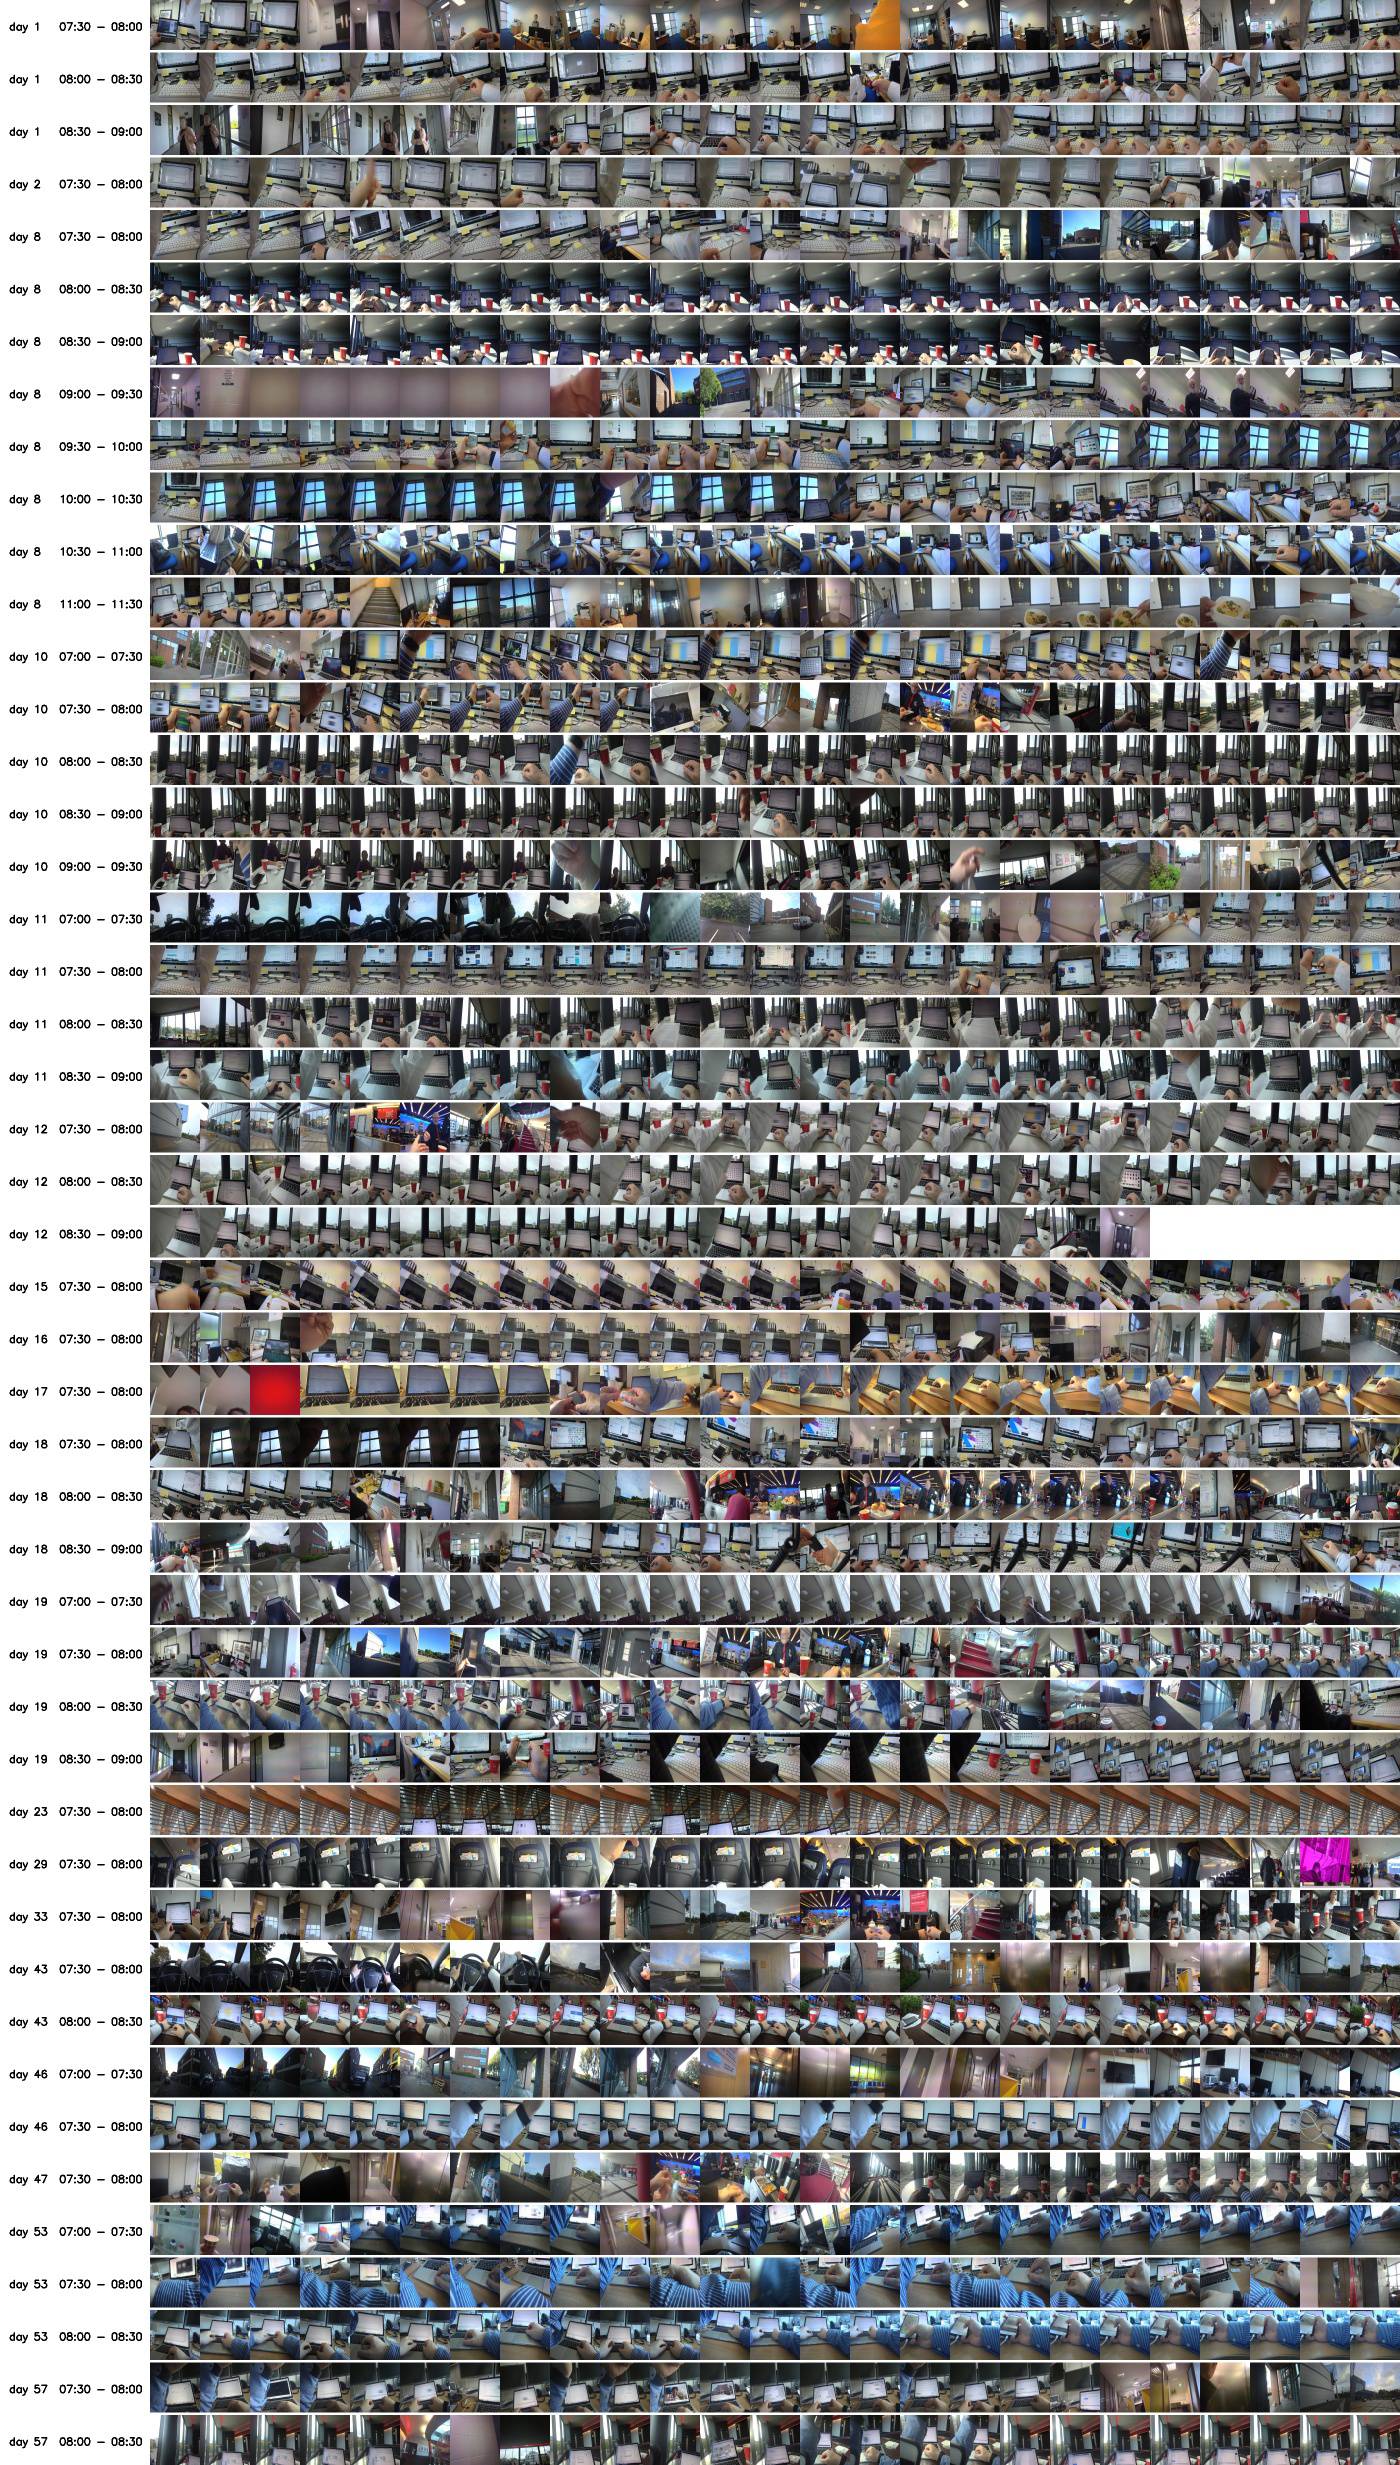 day 1 07:30 - 08:00
day 1 08:00 - 08:30
day 1 08:30 - 09:00
day 2 07:30 - 08:00
day 8 07:30 - 08:00
day 8 08:00 - 08:30
day 8 08:30 - 09:00
day 8 09:00 - 09:30
day 8 09:30 - 10:00
day 8 10:00 - 10:30
day 8 10:30 - 11:00
day 8 11:00 - 11:30
day 10 07:00 - 07:30
day 10 07:30 - 08:00
day 10 08:00 - 08:30
day 10 08:30 - 09:00
day 10 09:00 - 09:30
day 11 07:00 - 07:30
day 11 07:30 - 08:00
day 11 08:00 - 08:30
day 11 08:30 - 09:00
day 12 07:30 - 08:00
day 12 08:00 - 08:30
day 12 08:30 - 09:00
day 15 07:30 - 08:00
day 16 07:30 - 08:00
day 17 07:30 - 08:00
day 18 07:30 - 08:00
day 18 08:00 - 08:30
day 18 08:30 - 09:00
day 19 07:00 - 07:30
day 19 07:30 - 08:00
day 19 08:00 - 08:30
day 19 08:30 - 09:00
day 23 07:30 - 08:00
day 29 07:30 - 08:00
day 33 07:30 - 08:00
day 43 07:30 - 08:00
day 43 08:00 - 08:30
day 46 07:00 - 07:30
day 46 07:30 - 08:00
day 47 07:30 - 08:00
day 53 07:00 - 07:30
day 53 07:30 - 08:00
day 53 08:00 - 08:30
day 57 07:30 - 08:00
day 57 08:00 - 08:30